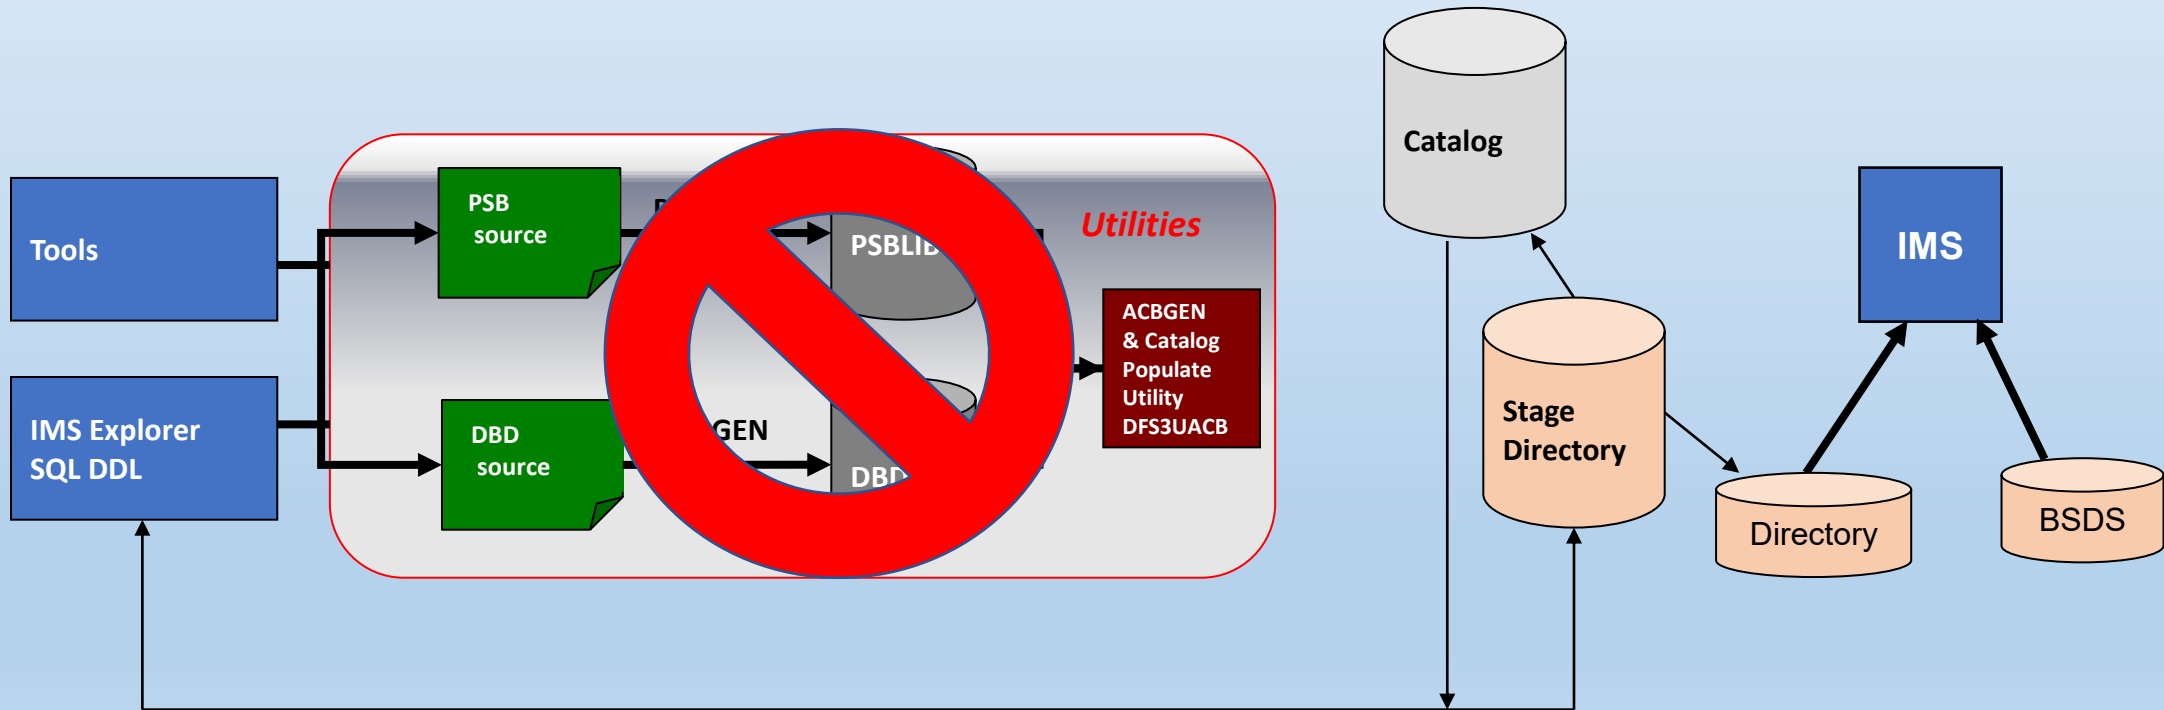 Tools
IMS Explorer
SQL DDL
PSB
source
DBD
source
GEN
PSBLIB
DBD
Utilities
ACBGEN
& Catalog
Populate
Utility
DFS3UACB
Catalog
Stage
Directory
Directory
IMS
BSDS